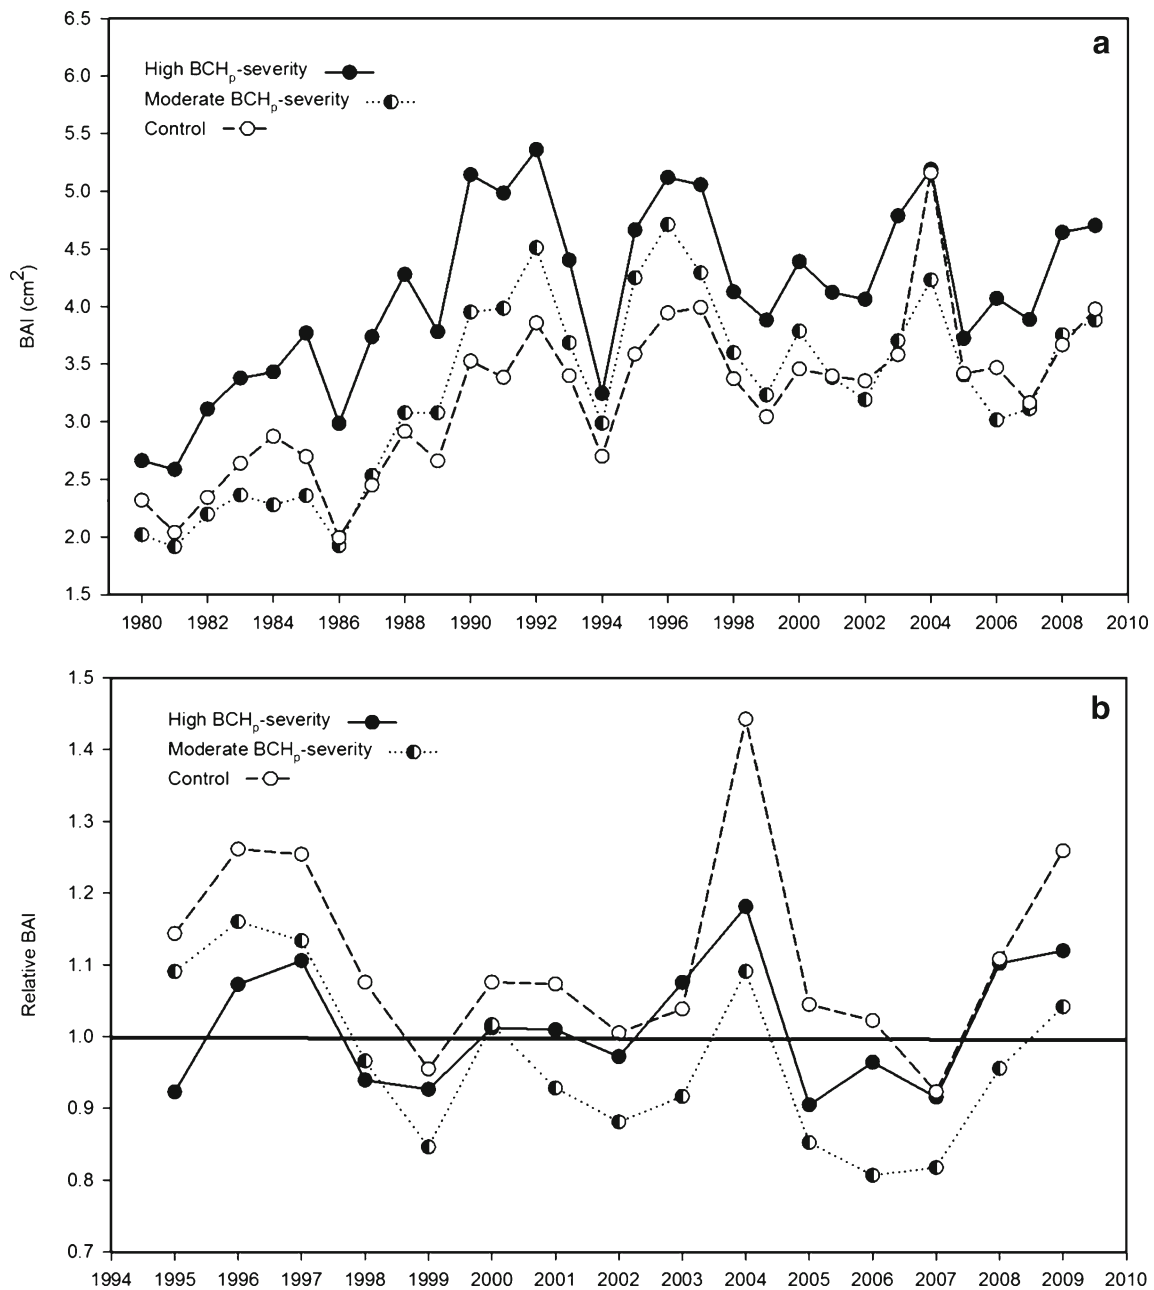 a
High BCHp-severity
Moderate BCHp-severity
Control
6.5
6.0
5.5
5.0
4.5
4.0
3.5
3.0
2.5
2.0
1.5
BAI (cm2)
1980 1982 1984 1986 1988 1990 1992 1994 1996 1998 2000 2002 2004 2006 2008 2010
b
High BCHp-severity
Moderate BCHp-severity
Control
1.5
1.4
1.3
1.2
1.1
1.0
0.9
0.8
0.7
Relative BAI
1994 1995 1996 1997 1998 1999 2000 2001 2002 2003 2004 2005 2006 2007 2008 2009 2010